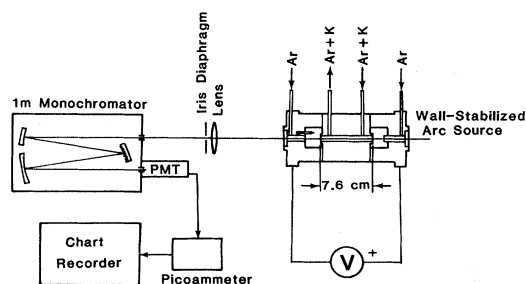 Ar
Ar+K
Ar+K
Ar
Iris Diaphragm
Lens
1m Monochromator
Wall-Stabilized
Arc Source
PMT
7.6 cm
Chart
Recorder
Picoammeter
V
+